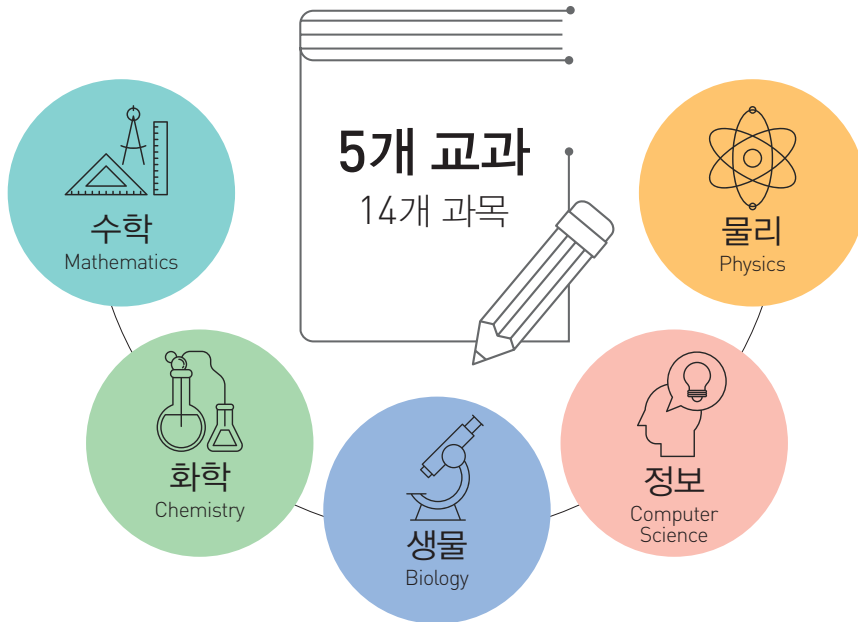 5개 교과
14개 과목
수학
Mathematics
물리
Physics
화학
Chemistry
정보
Computer
Science
생물
Biology